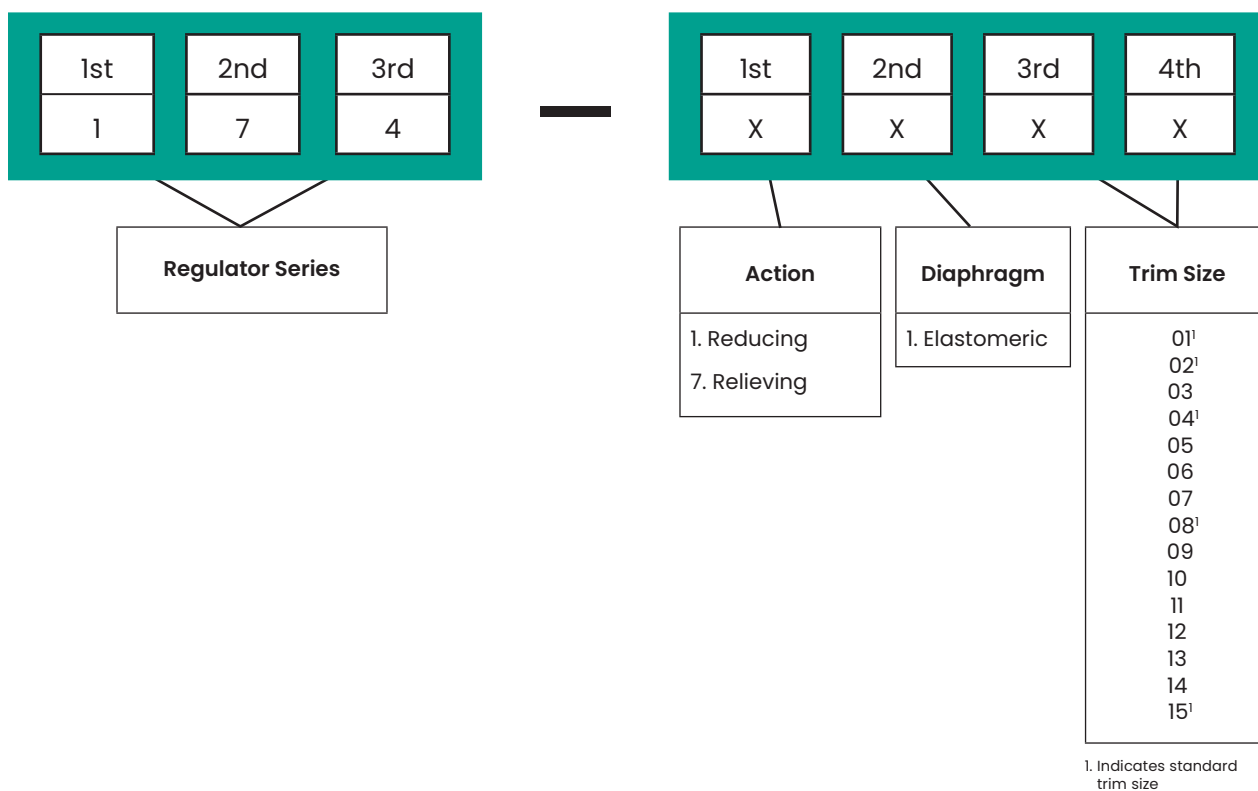 1st 2nd 3rd
1 7 4
1st 2nd 3rd 4th
X X X X
Regulator Series
Action
1. Reducing
7. Relieving
Diaphragm
1. Elastomeric
Trim Size
01¹
02¹
03
04¹
05
06
07
08¹
09
10
11
12
13
14
15¹
1. Indicates standard
trim size